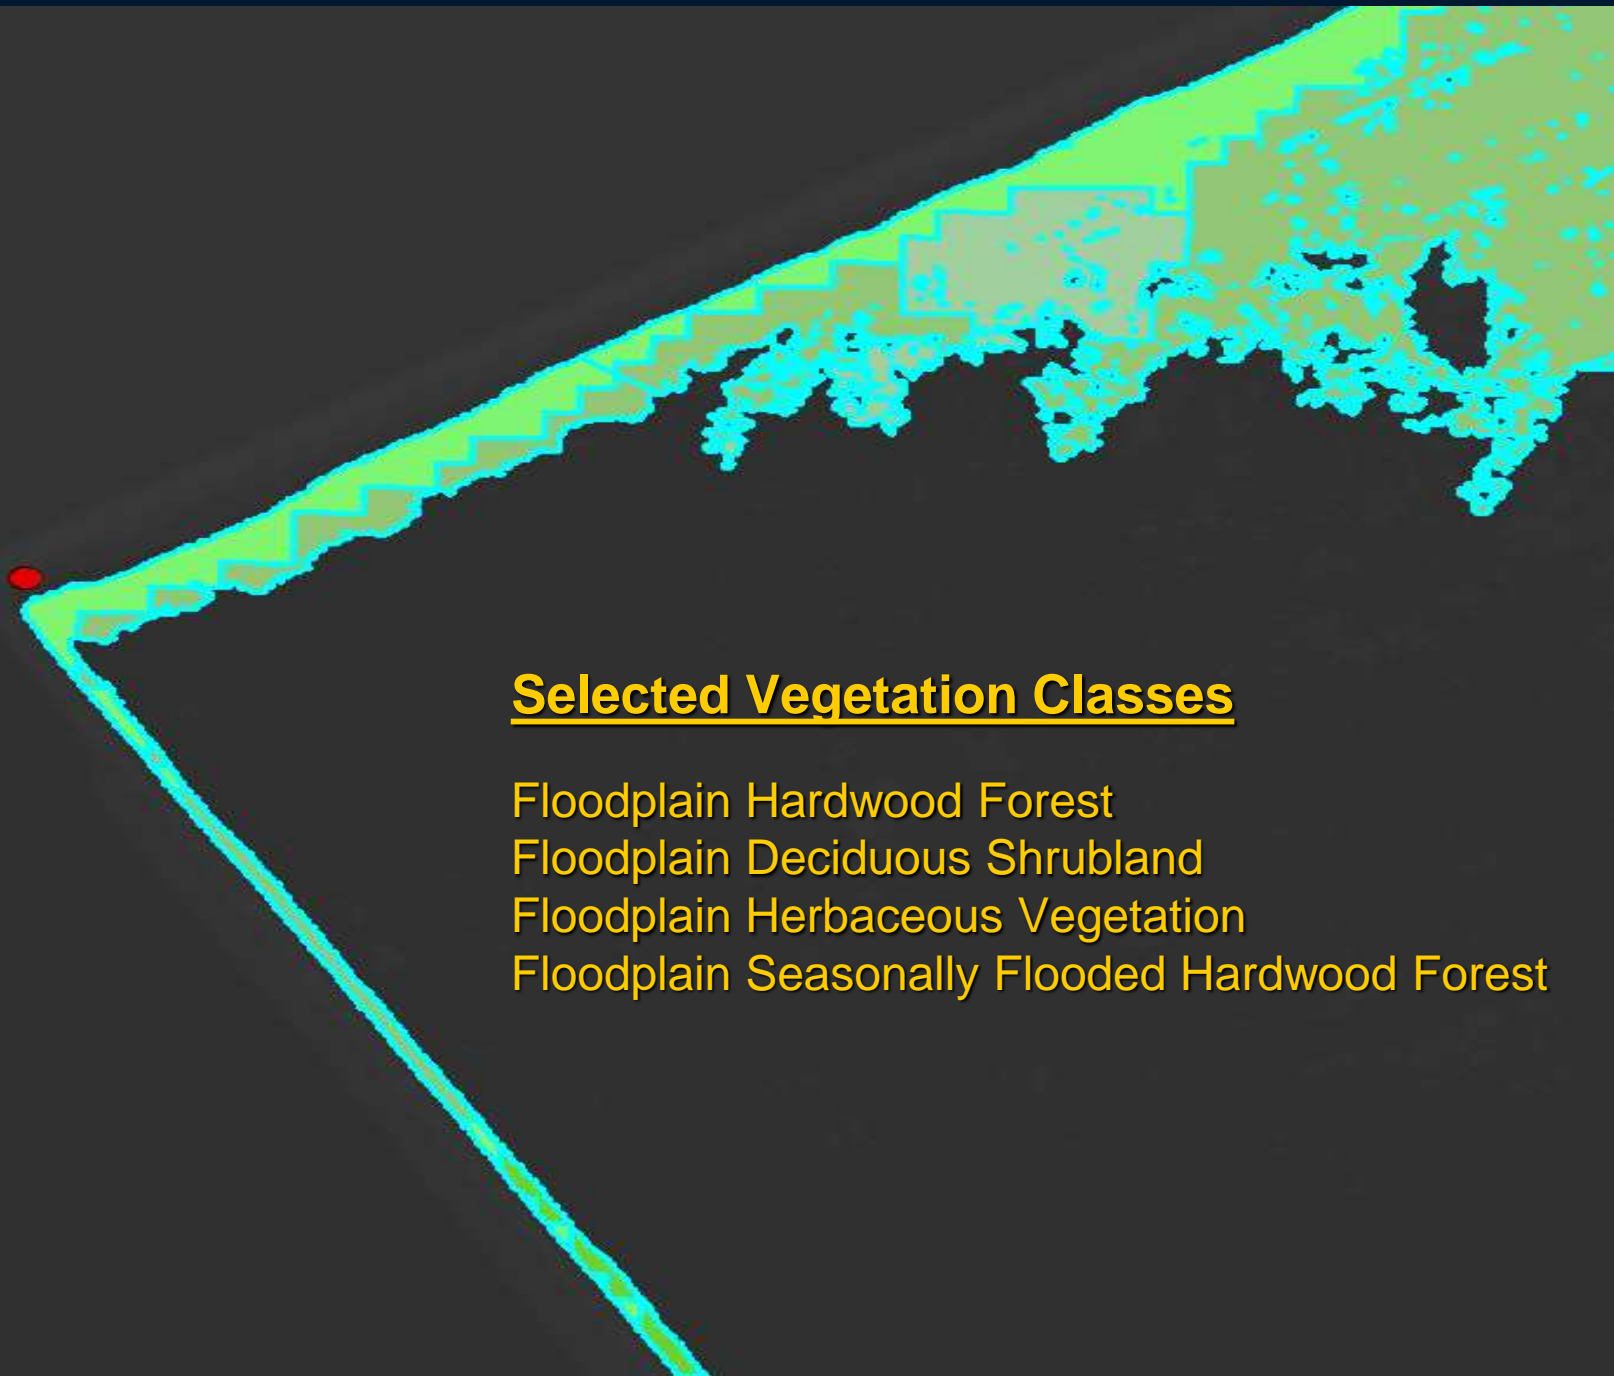 Selected Vegetation Classes
Floodplain Hardwood Forest
Floodplain Deciduous Shrubland
Floodplain Herbaceous Vegetation
Floodplain Seasonally Flooded Hardwood Forest